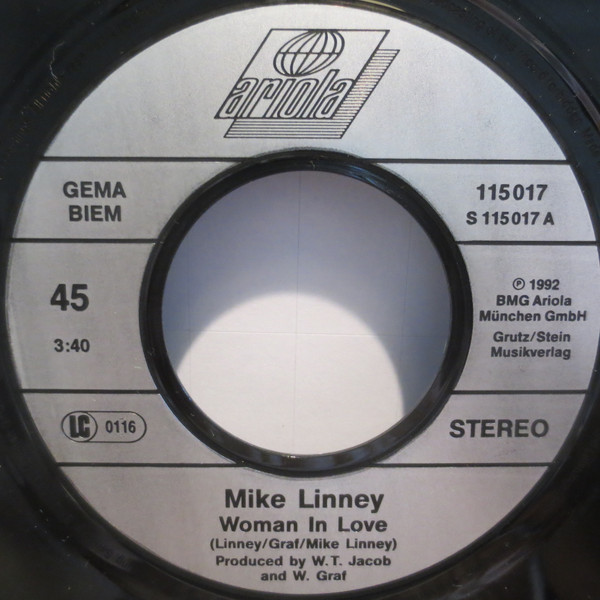 ariola
GEMA
BIEM
115017
S 115017 A
45
3:40
℗ 1992
BMG Ariola
München GmbH
Grutz/Stein
Musikverlag
LC 0116
STEREO
Mike Linney
Woman In Love
(Linney/Graf/Mike Linney)
Produced by W.T. Jacob
and W. Graf